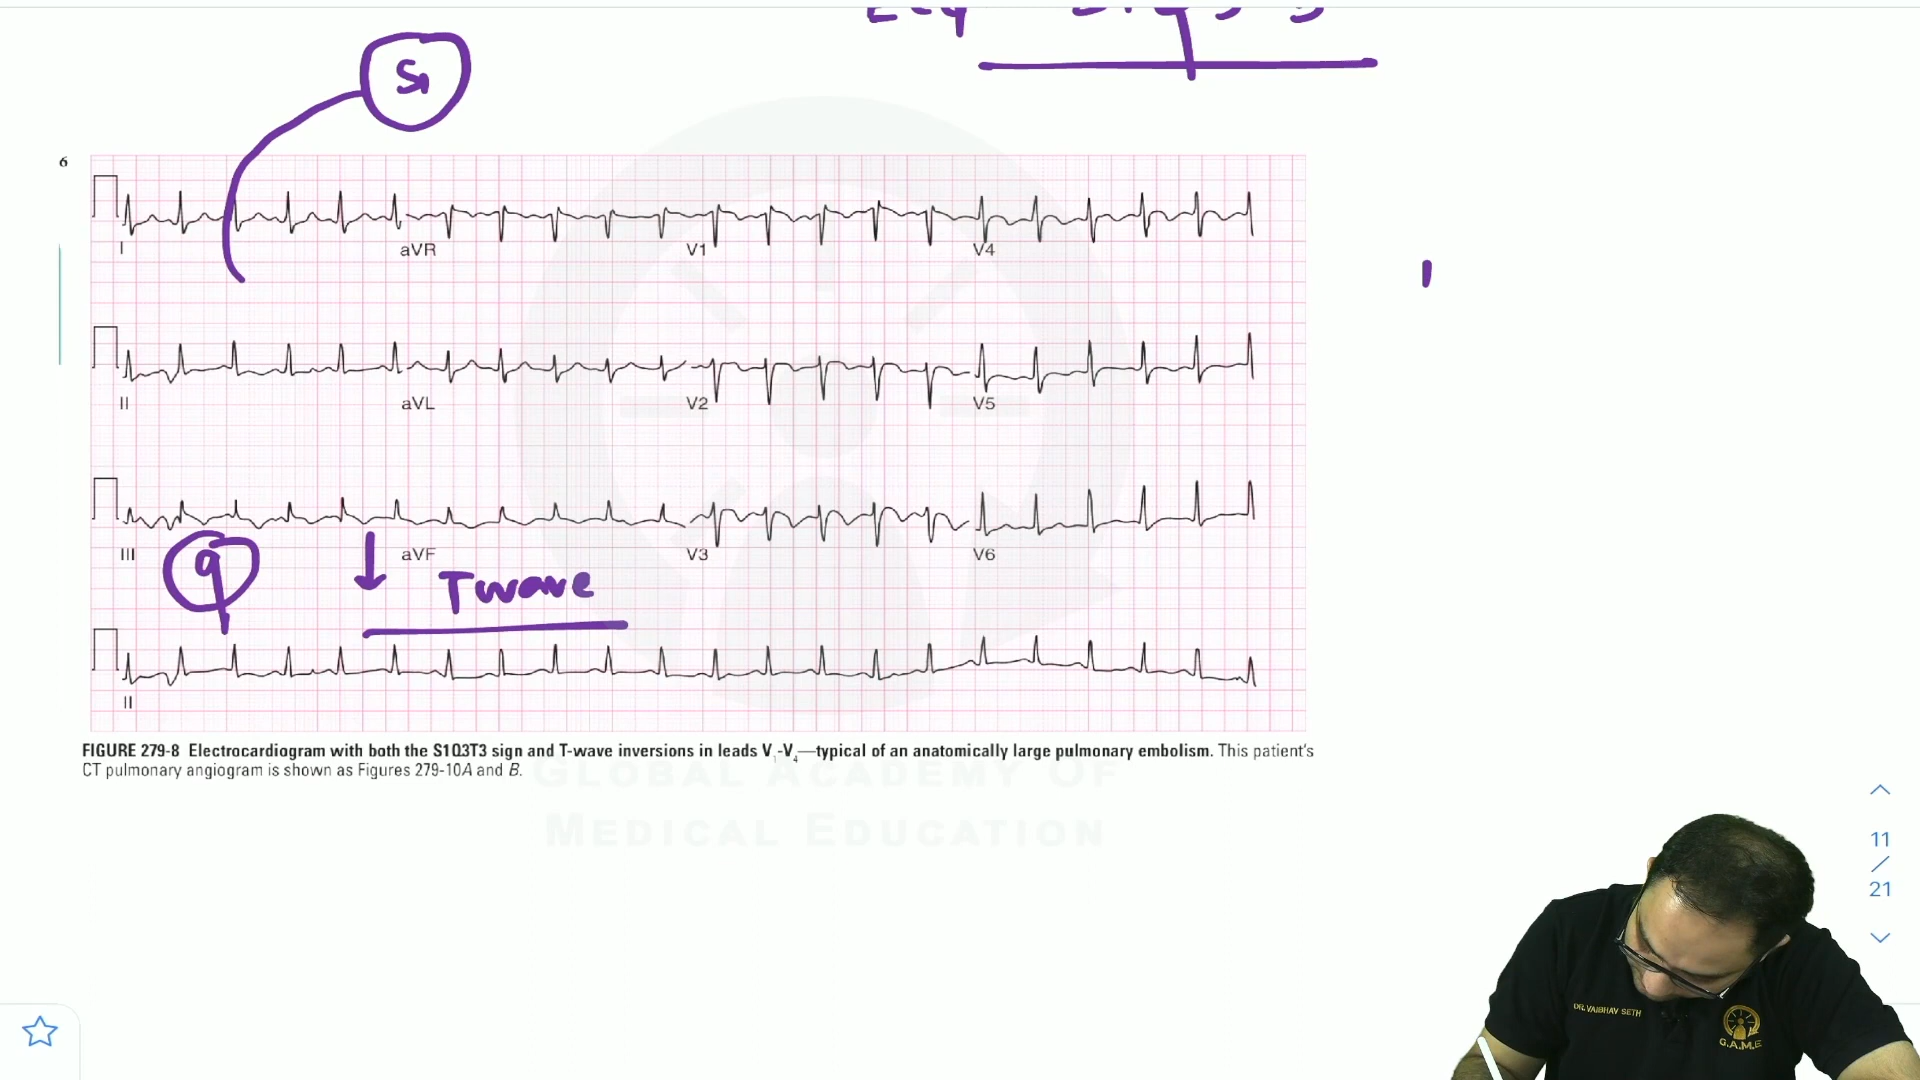 S1
6
I aVR V1 V4
II aVL V2 V5
III aVF V3 V6
q
T wave
II
FIGURE 279-8 Electrocardiogram with both the S1Q3T3 sign and T-wave inversions in leads V1-V4—typical of an anatomically large pulmonary embolism. This patient's
CT pulmonary angiogram is shown as Figures 279-10A and B.
GLOBAL ACADEMY OF
MEDICAL EDUCATION
11
/
21
DR. VAIBHAV SETH
G.A.M.E